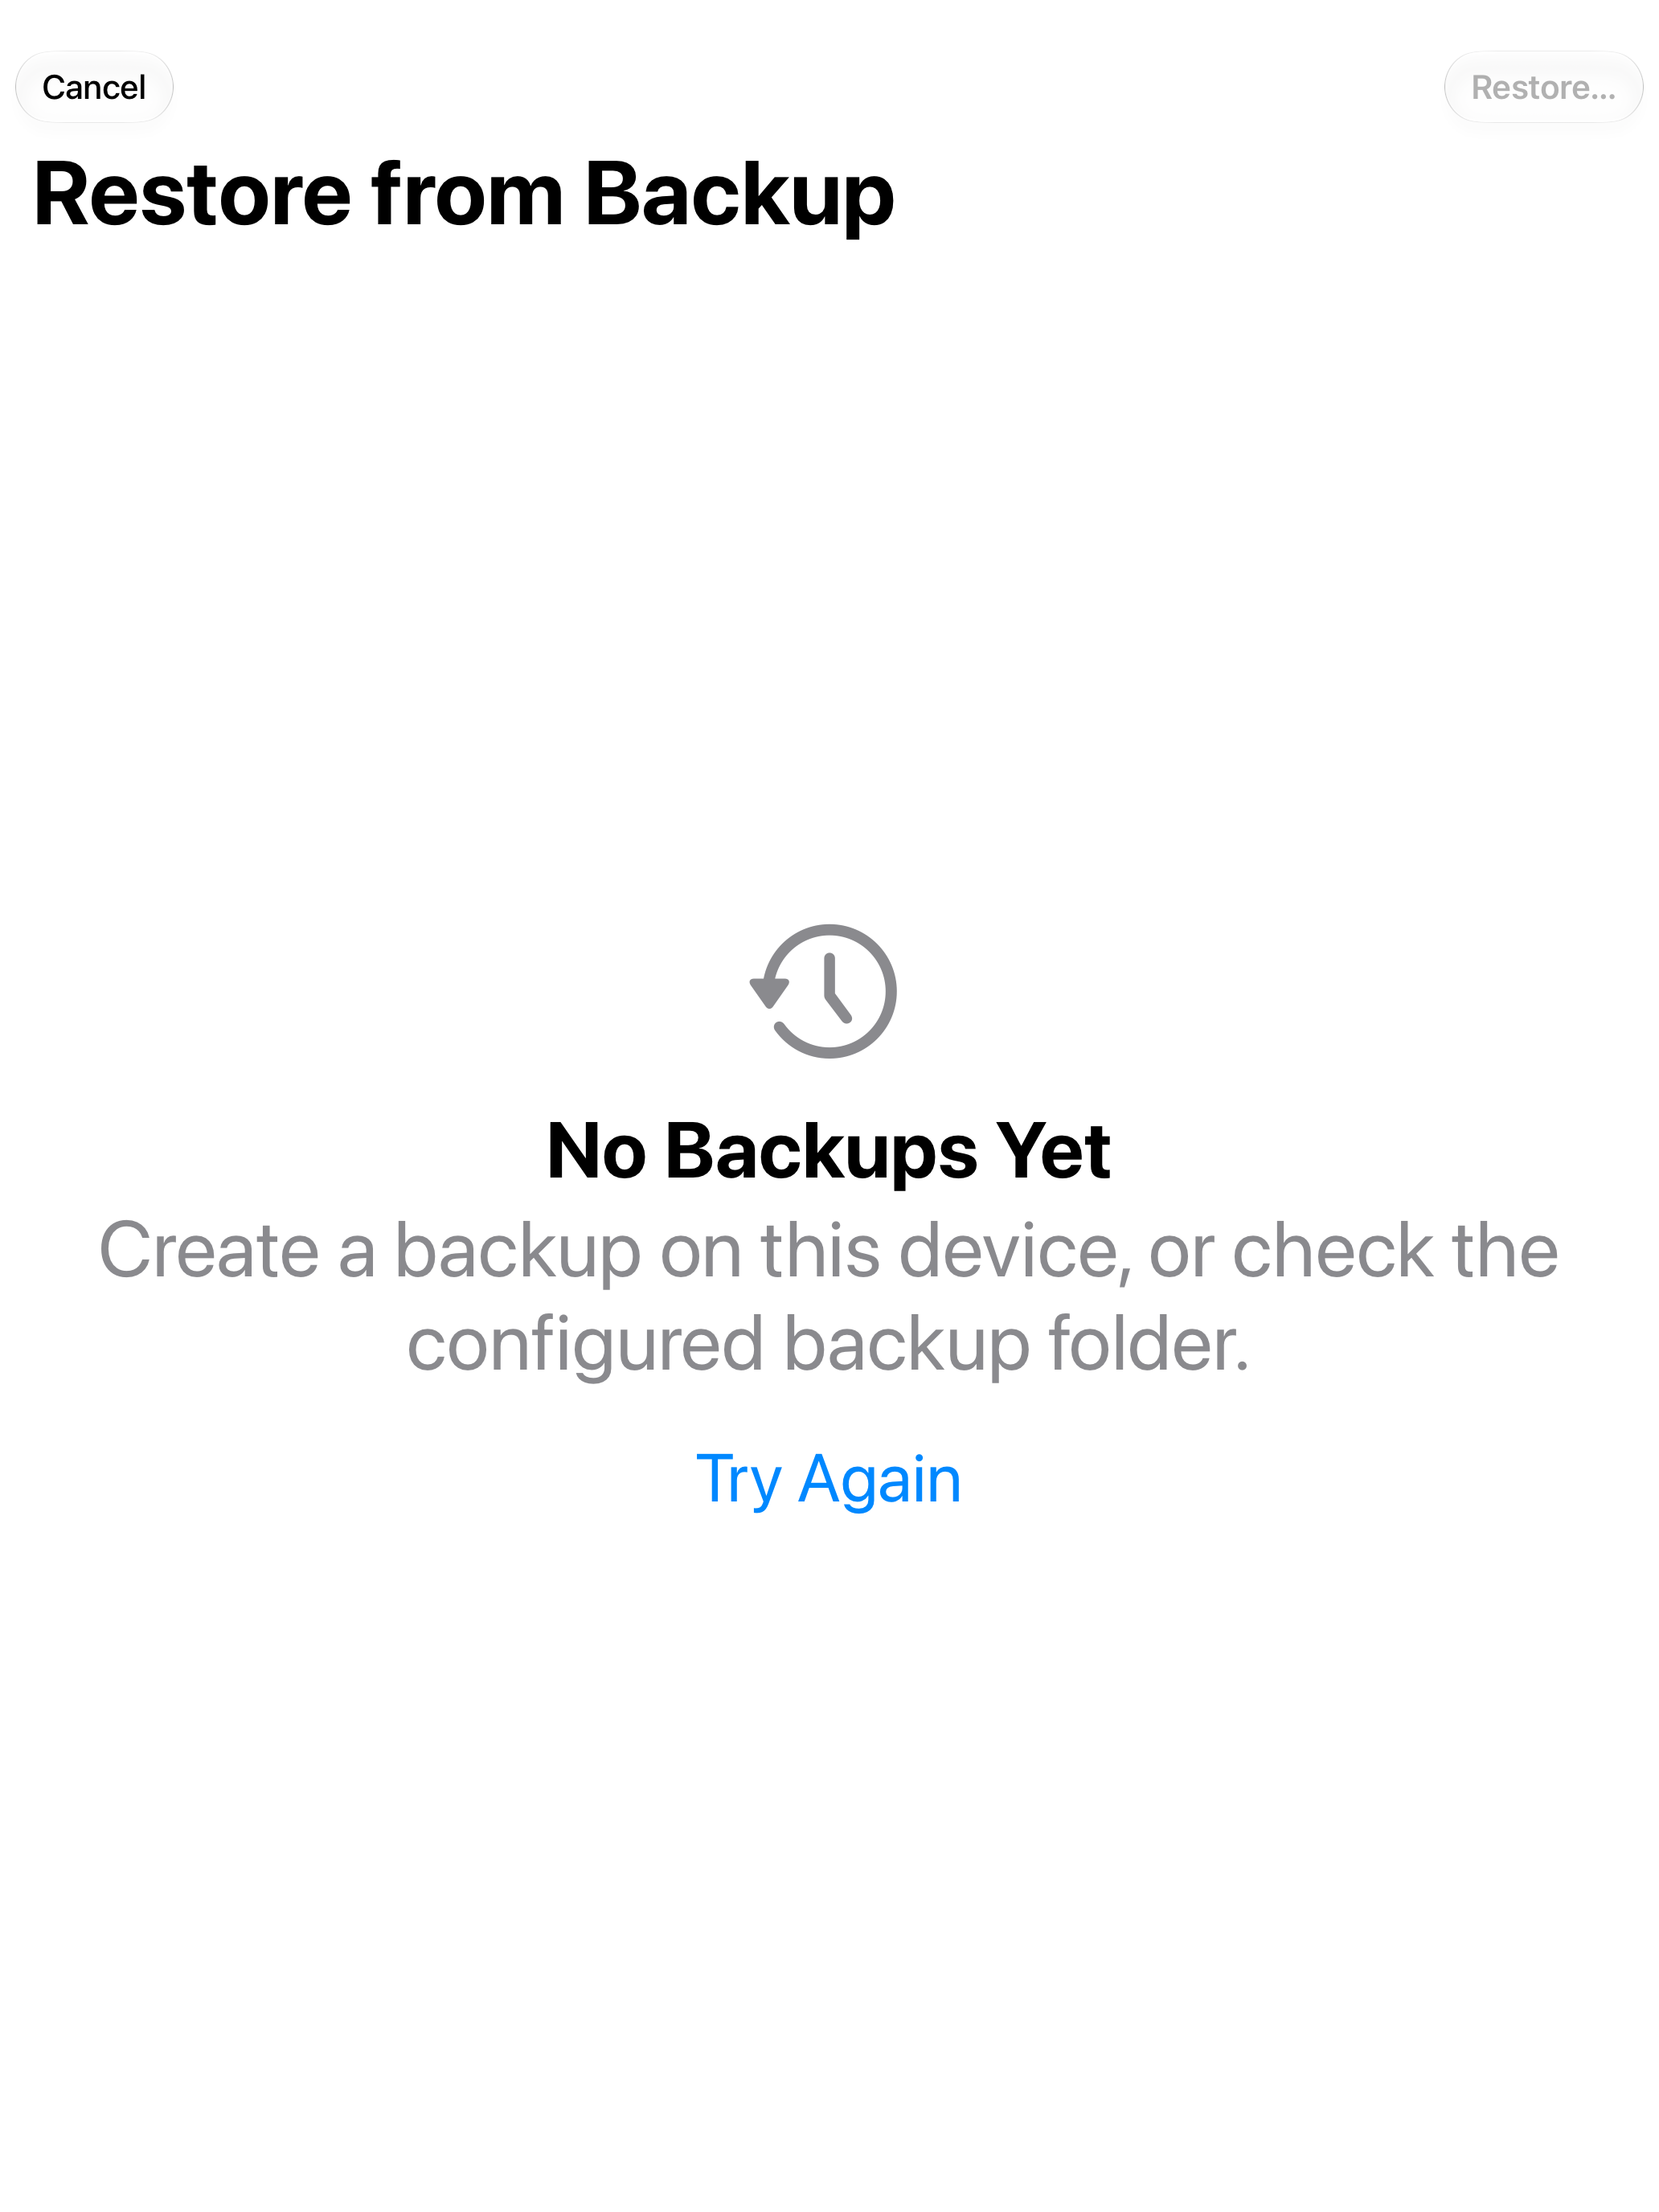 Cancel
Restore...
Restore from Backup
No Backups Yet
Create a backup on this device, or check the
configured backup folder.
Try Again